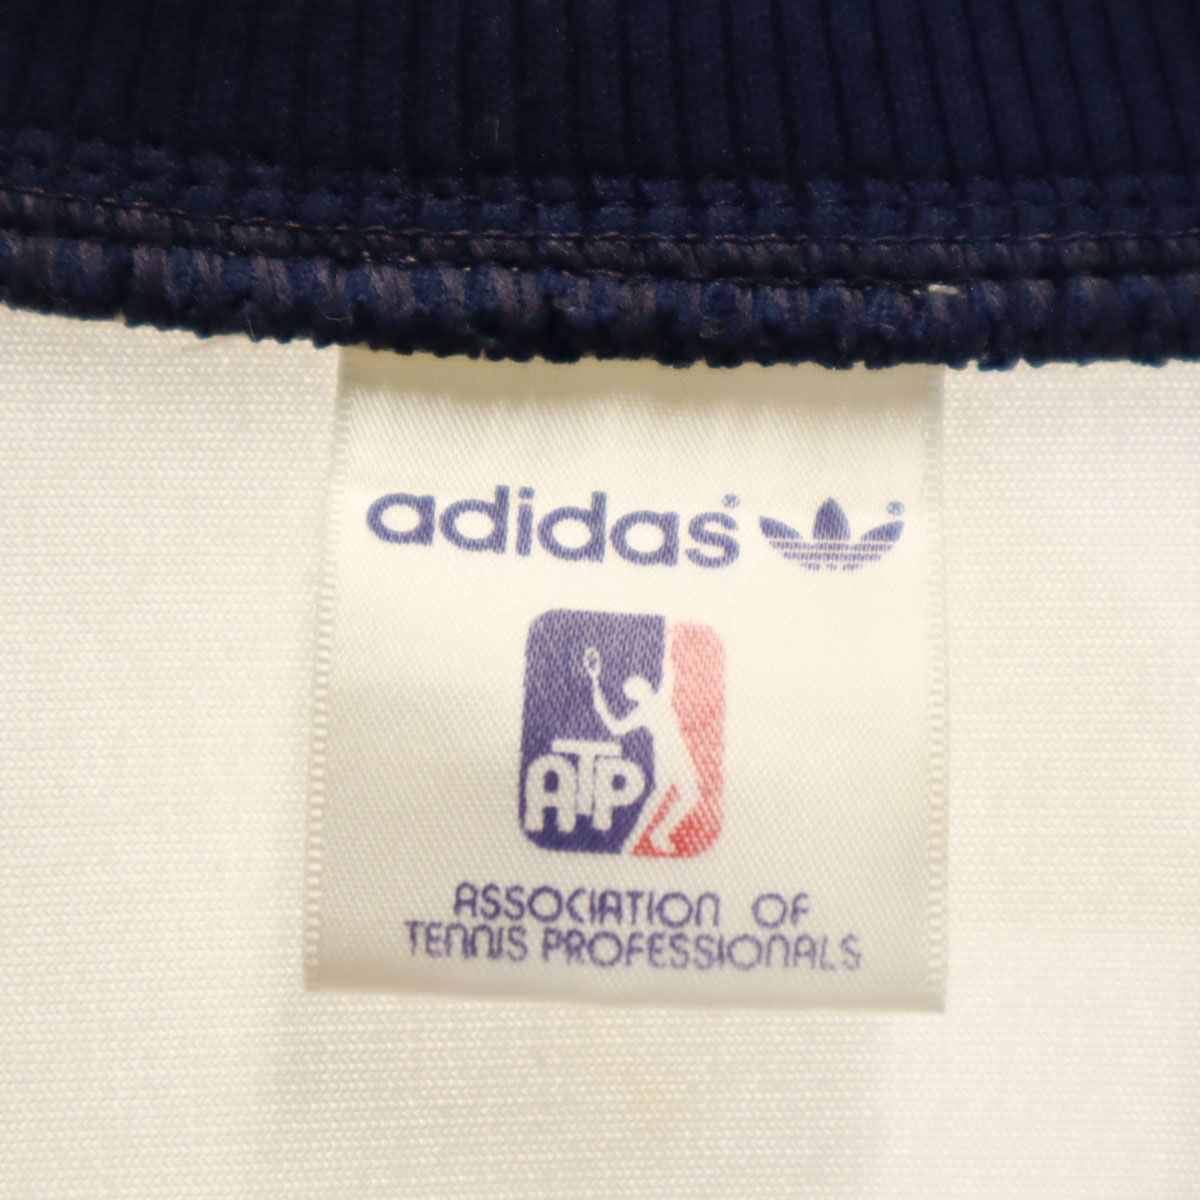 adidas® ®
ATP
ASSOCIATION OF
TENNIS PROFESSIONALS